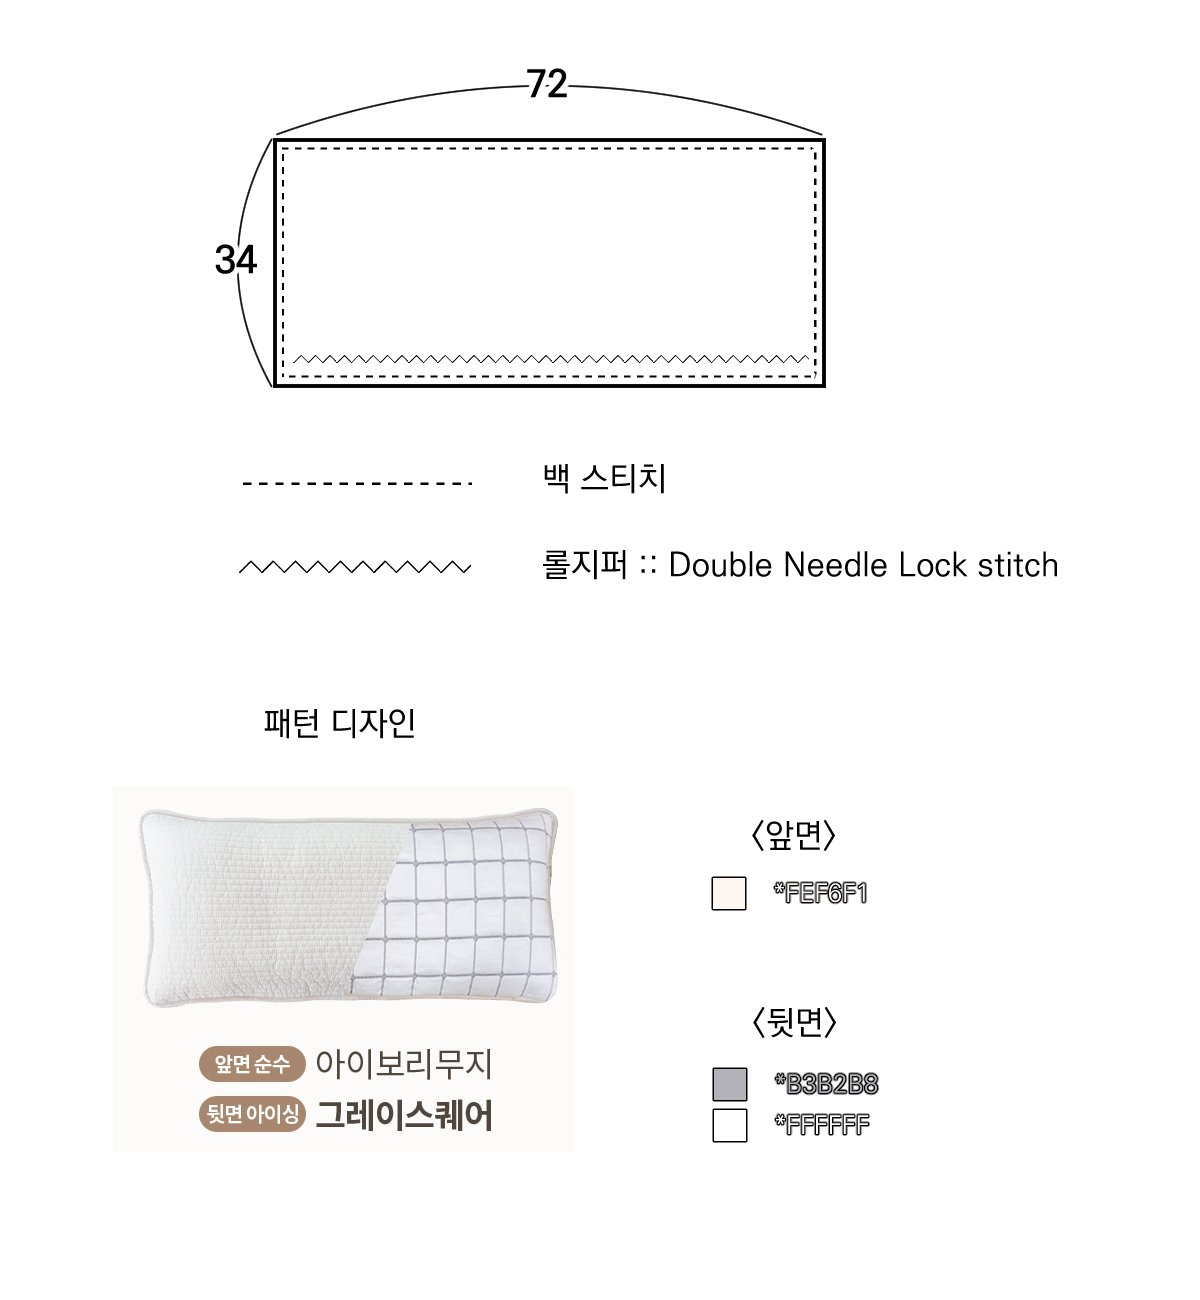 72
34
백 스티치
롤지퍼 :: Double Needle Lock stitch
패턴 디자인
〈앞면〉
*FEF6F1
〈뒷면〉
*B3B2B8
*FFFFFF
앞면 순수 아이보리무지
뒷면 아이싱 그레이스퀘어